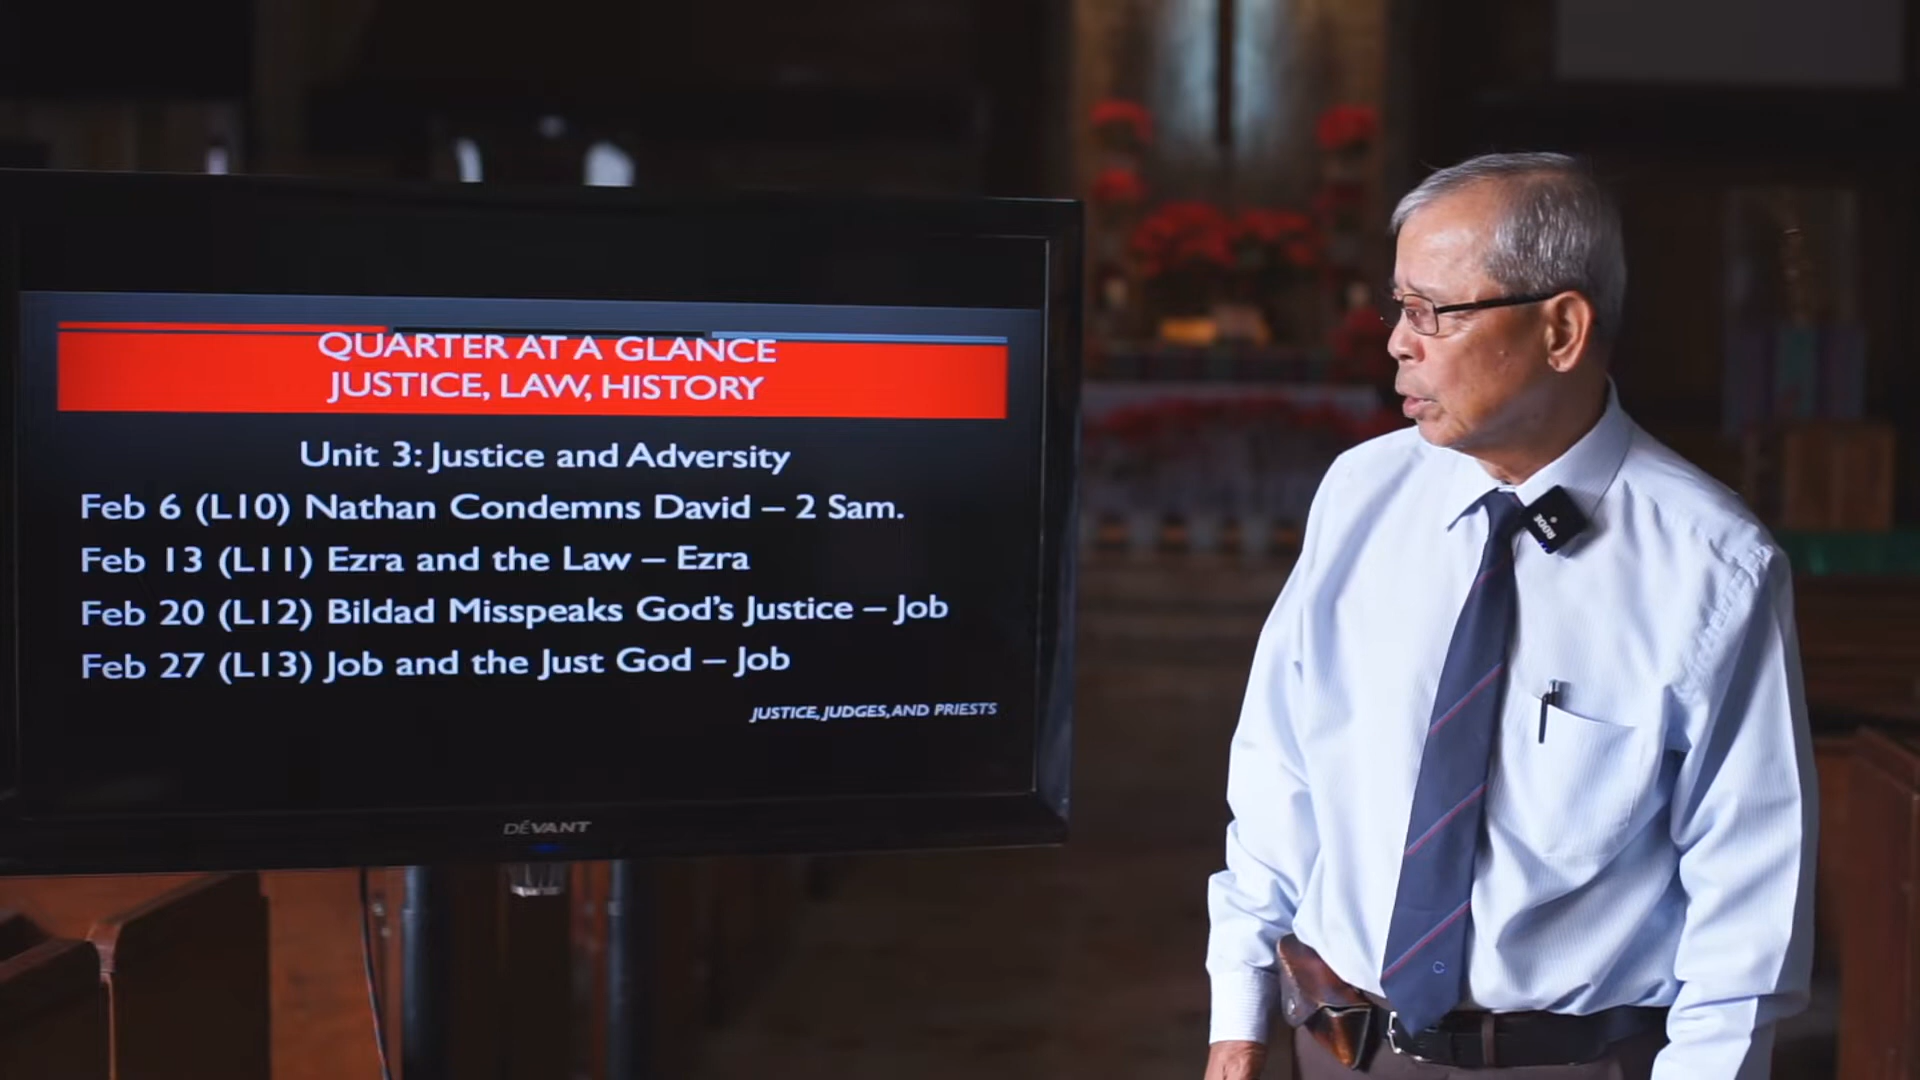 QUARTER AT A GLANCE
JUSTICE, LAW, HISTORY
Unit 3: Justice and Adversity
Feb 6 (L10) Nathan Condemns David – 2 Sam.
Feb 13 (L11) Ezra and the Law – Ezra
Feb 20 (L12) Bildad Misspeaks God's Justice – Job
Feb 27 (L13) Job and the Just God – Job
JUSTICE, JUDGES, AND PRIESTS
DEVANT
RODE
C